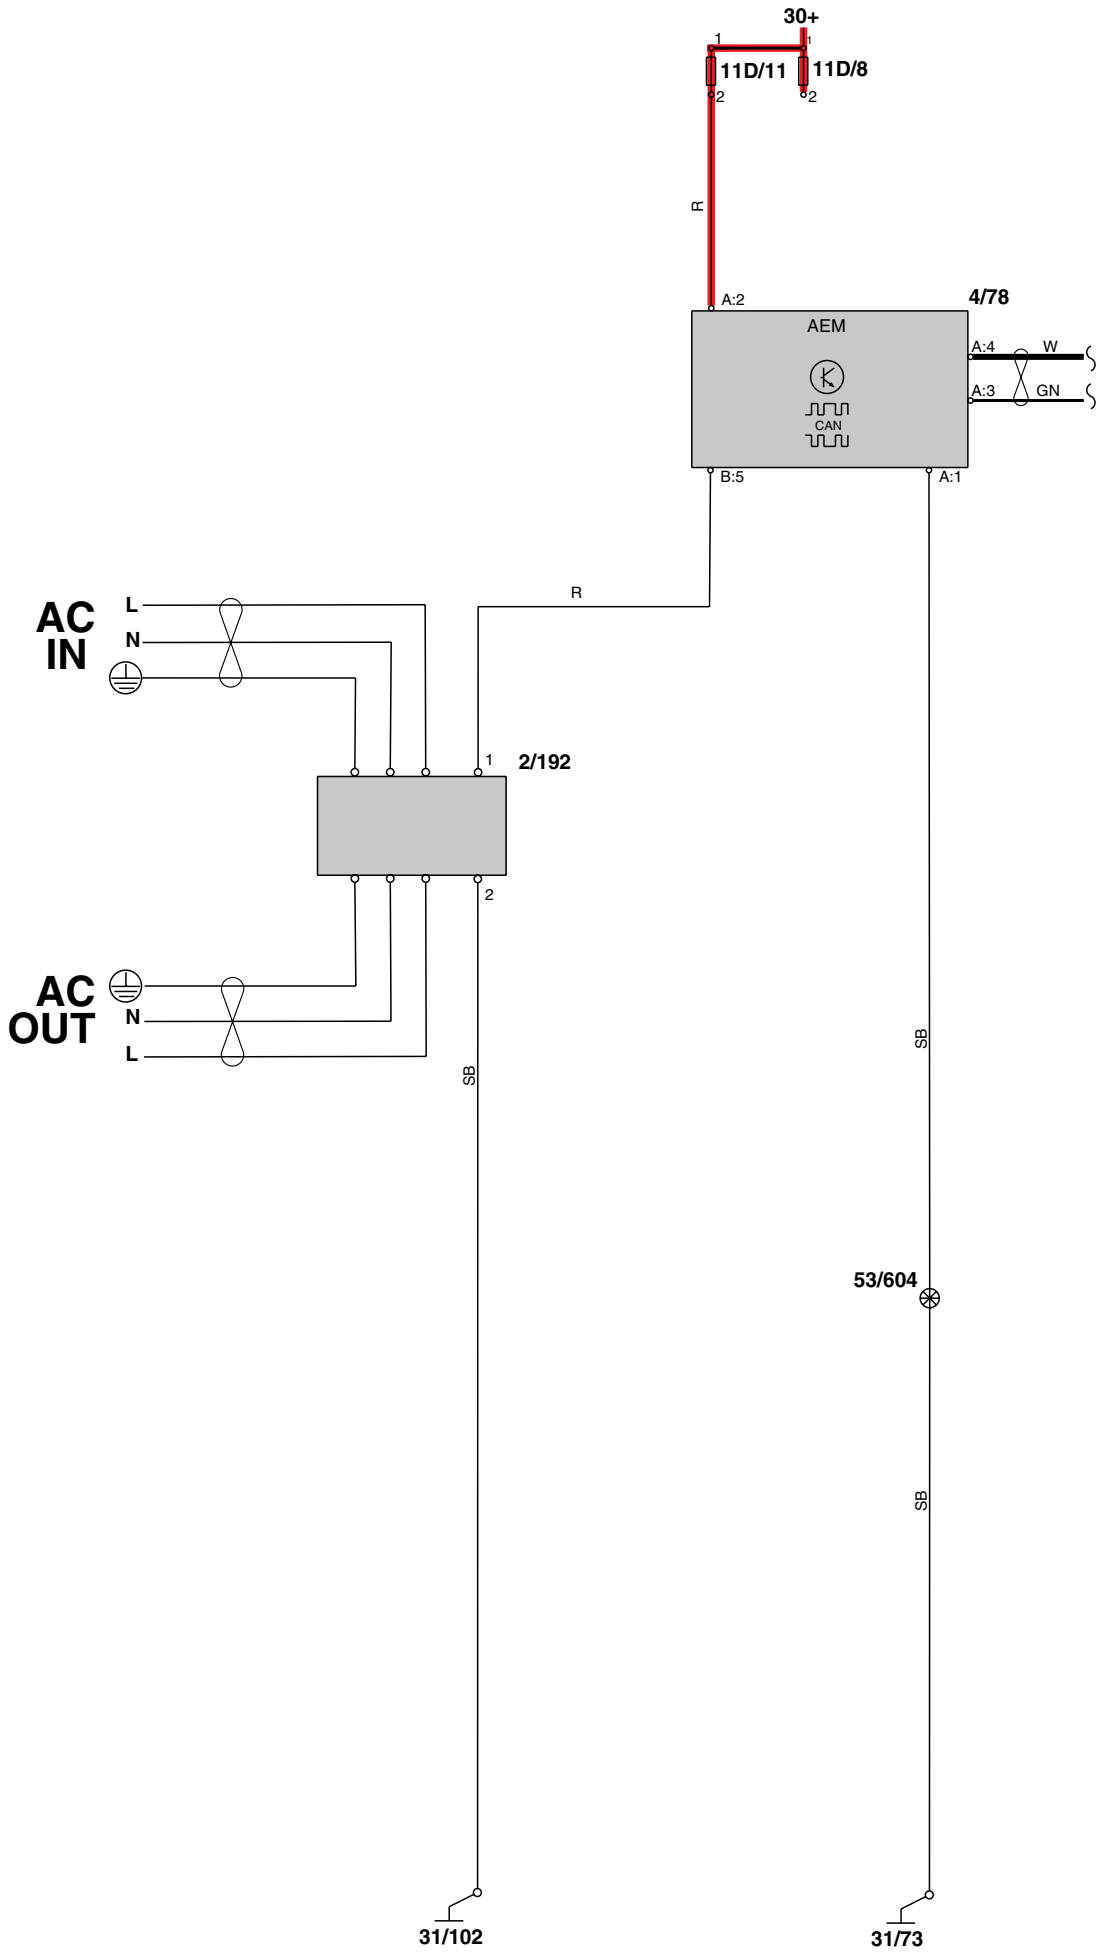 30+
1
1
11D/11
11D/8
2
2
R
A:2
4/78
AEM
A:4
W
A:3
GN
CAN
B:5
A:1
R
AC
IN
L
N
1
2/192
2
AC
OUT
N
L
SB
SB
53/604
SB
31/102
31/73